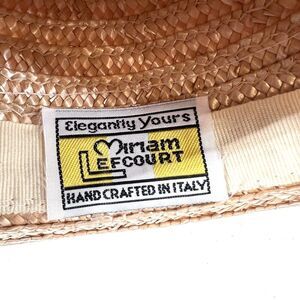 Elegantly Yours
Miriam
LEFCOURT
HAND CRAFTED IN ITALY